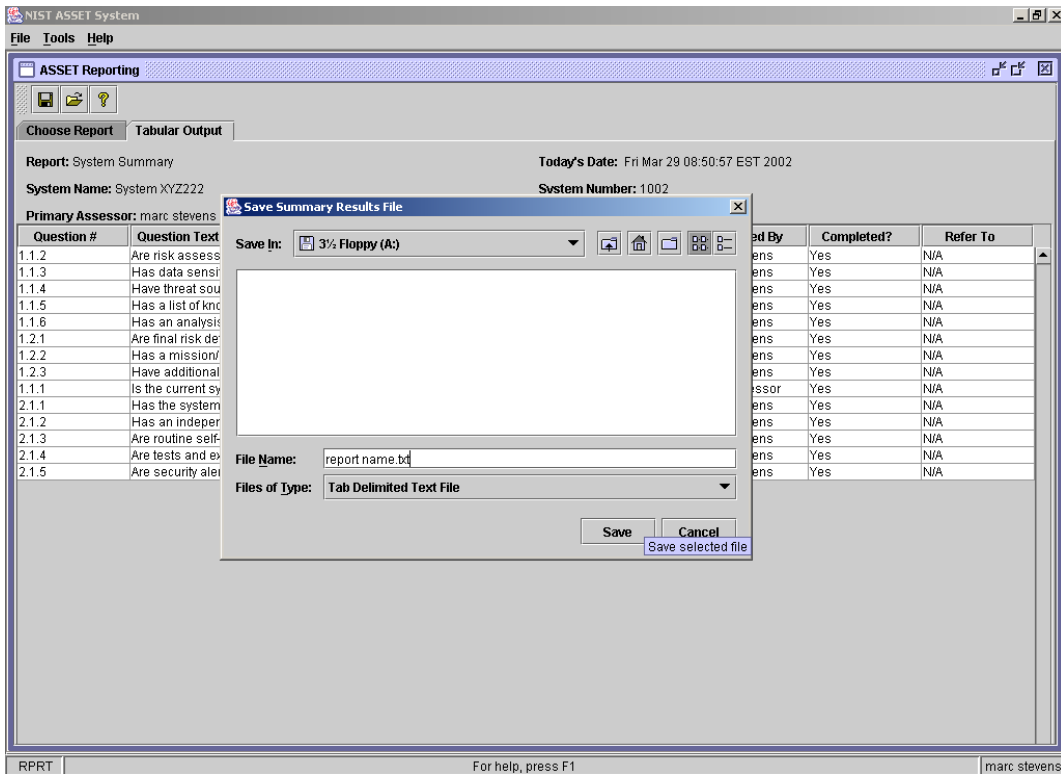 NIST ASSET System
File Tools Help
ASSET Reporting
Choose Report Tabular Output
Report: System Summary Today's Date: Fri Mar 29 08:50:57 EST 2002
System Name: System XYZ222 System Number: 1002
Primary Assessor: marc stevens
Save Summary Results File
Save In: 3½ Floppy (A:)
File Name: report name.txt
Files of Type: Tab Delimited Text File
Save Cancel
Save selected file
Question # Question Text ed By Completed? Refer To
1.1.2 Are risk assess ens Yes N/A
1.1.3 Has data sensi ens Yes N/A
1.1.4 Have threat sou ens Yes N/A
1.1.5 Has a list of kno ens Yes N/A
1.1.6 Has an analysis ens Yes N/A
1.2.1 Are final risk de ens Yes N/A
1.2.2 Has a mission/ ens Yes N/A
1.2.3 Have additional ens Yes N/A
1.1.1 Is the current sy essor Yes N/A
2.1.1 Has the system ens Yes N/A
2.1.2 Has an indepen ens Yes N/A
2.1.3 Are routine self- ens Yes N/A
2.1.4 Are tests and ex ens Yes N/A
2.1.5 Are security aler ens Yes N/A
RPRT For help, press F1 marc stevens